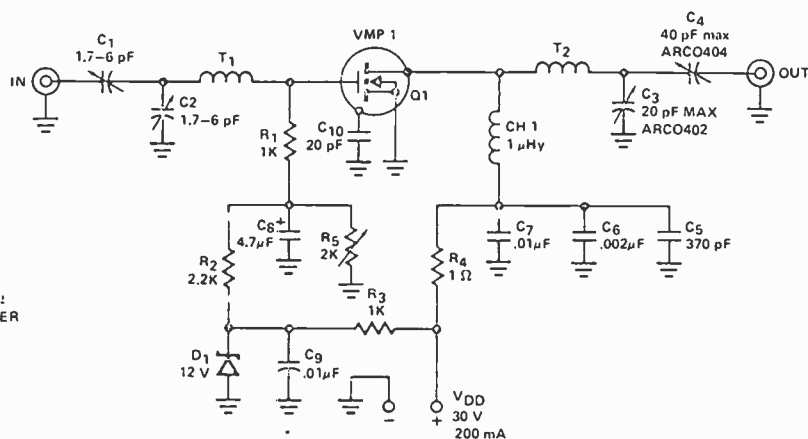 VMP 1
C1
1.7-6 pF
T1
T2
C4
40 pF max
ARCO404
IN
OUT
Q1
C2
1.7-6 pF
C3
20 pF MAX
ARCO402
R1
1K
C10
20 pF
CH 1
1 μHy
C8
+
4.7μF
R5
2K
R2
2.2K
R4
1 Ω
C7
.01μF
C6
.002μF
C5
370 pF
R3
1K
ER
D1
12 V
C9
.01μF
VDD
30 V
200 mA
-
+